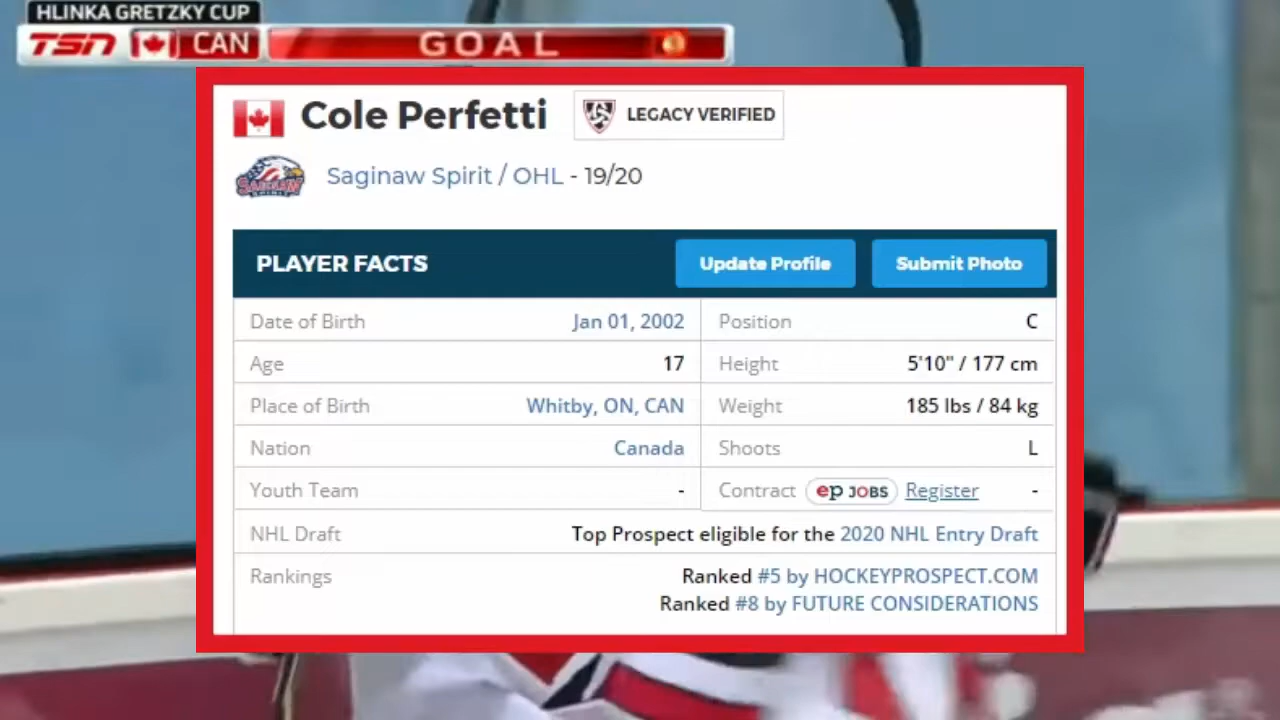 HLINKA GRETZKY CUP
TSN CAN GOAL
Cole Perfetti LEGACY VERIFIED
SAGINAW SPIRIT Saginaw Spirit / OHL - 19/20
PLAYER FACTS Update Profile Submit Photo
Date of Birth Jan 01, 2002 Position C
Age 17 Height 5'10" / 177 cm
Place of Birth Whitby, ON, CAN Weight 185 lbs / 84 kg
Nation Canada Shoots L
Youth Team - Contract ep JOBS Register -
NHL Draft Top Prospect eligible for the 2020 NHL Entry Draft
Rankings Ranked #5 by HOCKEYPROSPECT.COM
Ranked #8 by FUTURE CONSIDERATIONS